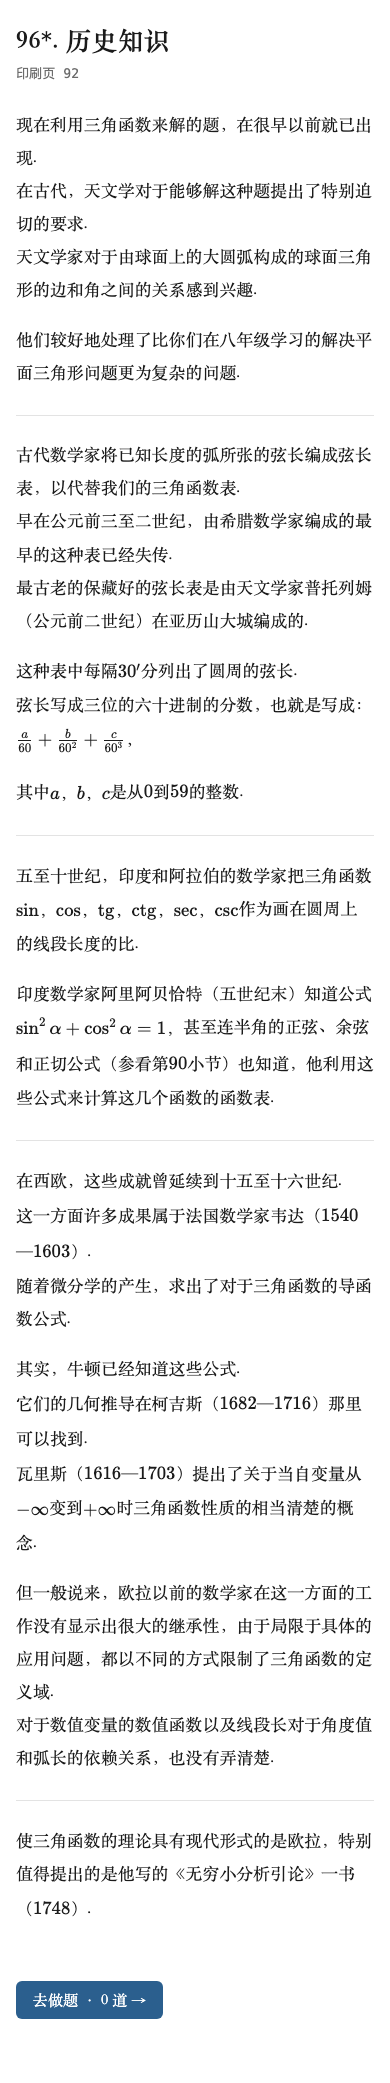 96*. 历史知识
印刷页 92
现在利用三角函数来解的题，在很早以前就已出
现.
在古代，天文学对于能够解这种题提出了特别迫
切的要求.
天文学家对于由球面上的大圆弧构成的球面三角
形的边和角之间的关系感到兴趣.
他们较好地处理了比你们在八年级学习的解决平
面三角形问题更为复杂的问题.
古代数学家将已知长度的弧所张的弦长编成弦长
表，以代替我们的三角函数表.
早在公元前三至二世纪，由希腊数学家编成的最
早的这种表已经失传.
最古老的保藏好的弦长表是由天文学家普托列姆
（公元前二世纪）在亚历山大城编成的.
这种表中每隔30′分列出了圆周的弦长.
弦长写成三位的六十进制的分数，也就是写成：
a/60 + b/60² + c/60³，
其中a，b，c是从0到59的整数.
五至十世纪，印度和阿拉伯的数学家把三角函数
sin，cos，tg，ctg，sec，csc作为画在圆周上
的线段长度的比.
印度数学家阿里阿贝恰特（五世纪末）知道公式
sin² α + cos² α = 1，甚至连半角的正弦、余弦
和正切公式（参看第90小节）也知道，他利用这
些公式来计算这几个函数的函数表.
在西欧，这些成就曾延续到十五至十六世纪.
这一方面许多成果属于法国数学家韦达（1540
—1603）.
随着微分学的产生，求出了对于三角函数的导函
数公式.
其实，牛顿已经知道这些公式.
它们的几何推导在柯吉斯（1682—1716）那里
可以找到.
瓦里斯（1616—1703）提出了关于当自变量从
−∞变到+∞时三角函数性质的相当清楚的概
念.
但一般说来，欧拉以前的数学家在这一方面的工
作没有显示出很大的继承性，由于局限于具体的
应用问题，都以不同的方式限制了三角函数的定
义域.
对于数值变量的数值函数以及线段长对于角度值
和弧长的依赖关系，也没有弄清楚.
使三角函数的理论具有现代形式的是欧拉，特别
值得提出的是他写的《无穷小分析引论》一书
（1748）.
去做题 · 0 道 →